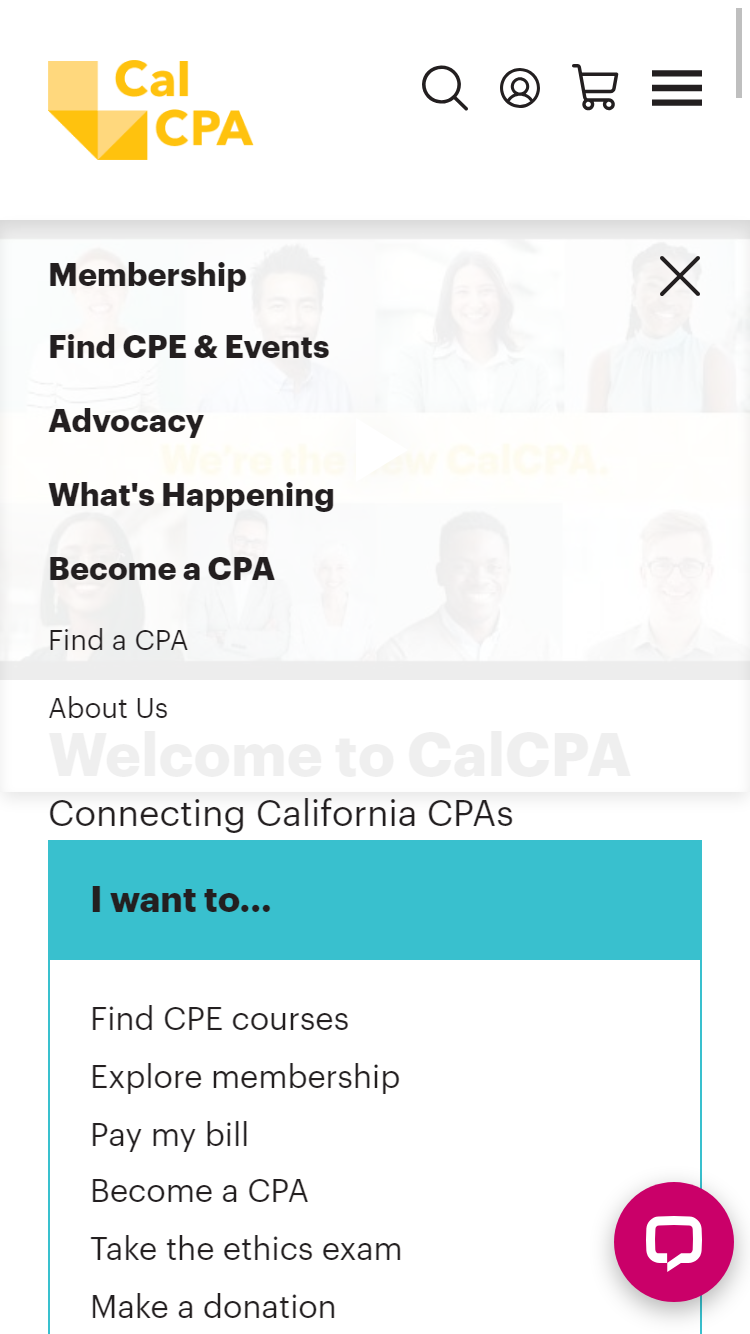 Cal
CPA
Membership
Find CPE & Events
Advocacy
We're the new CalCPA.
What's Happening
Become a CPA
Find a CPA
About Us
Welcome to CalCPA
Connecting California CPAs
I want to...
Find CPE courses
Explore membership
Pay my bill
Become a CPA
Take the ethics exam
Make a donation